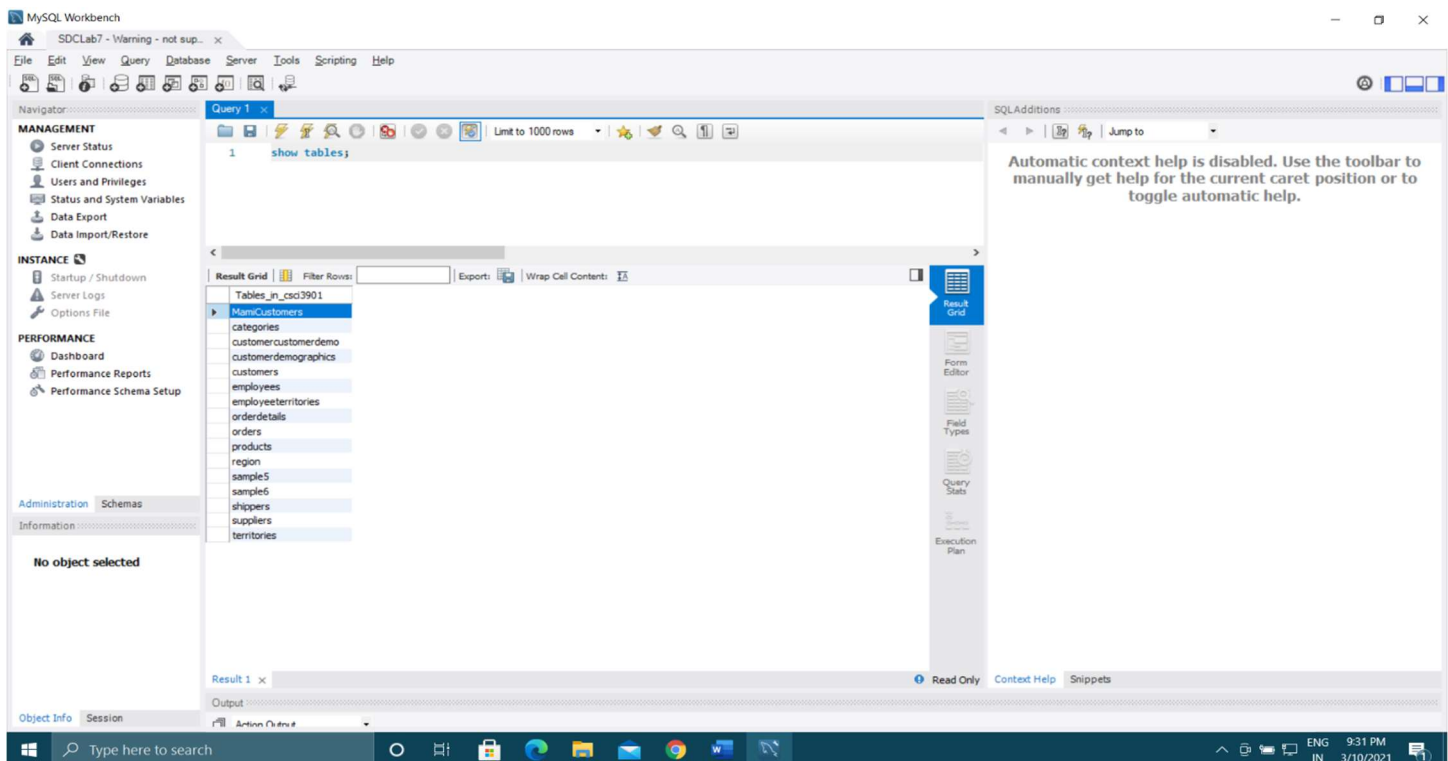 MySQL Workbench
SDCLab7 - Warning - not sup..
File Edit View Query Database Server Tools Scripting Help
Navigator
MANAGEMENT
Server Status
Client Connections
Users and Privileges
Status and System Variables
Data Export
Data Import/Restore
INSTANCE
Startup / Shutdown
Server Logs
Options File
PERFORMANCE
Dashboard
Performance Reports
Performance Schema Setup
Administration Schemas
Information
No object selected
Object Info Session
Query 1
Limit to 1000 rows
1 show tables;
Result Grid Filter Rows: Export: Wrap Cell Content:
Tables_in_csci3901
MamiCustomers
categories
customercustomerdemo
customerdemographics
customers
employees
employeeterritories
orderdetails
orders
products
region
sample5
sample6
shippers
suppliers
territories
Result Grid
Form Editor
Field Types
Query Stats
Execution Plan
Result 1 Read Only
Output
Action Output
SQLAdditions
Jump to
Automatic context help is disabled. Use the toolbar to
manually get help for the current caret position or to
toggle automatic help.
Context Help Snippets
Type here to search
ENG 9:31 PM
IN 3/10/2021